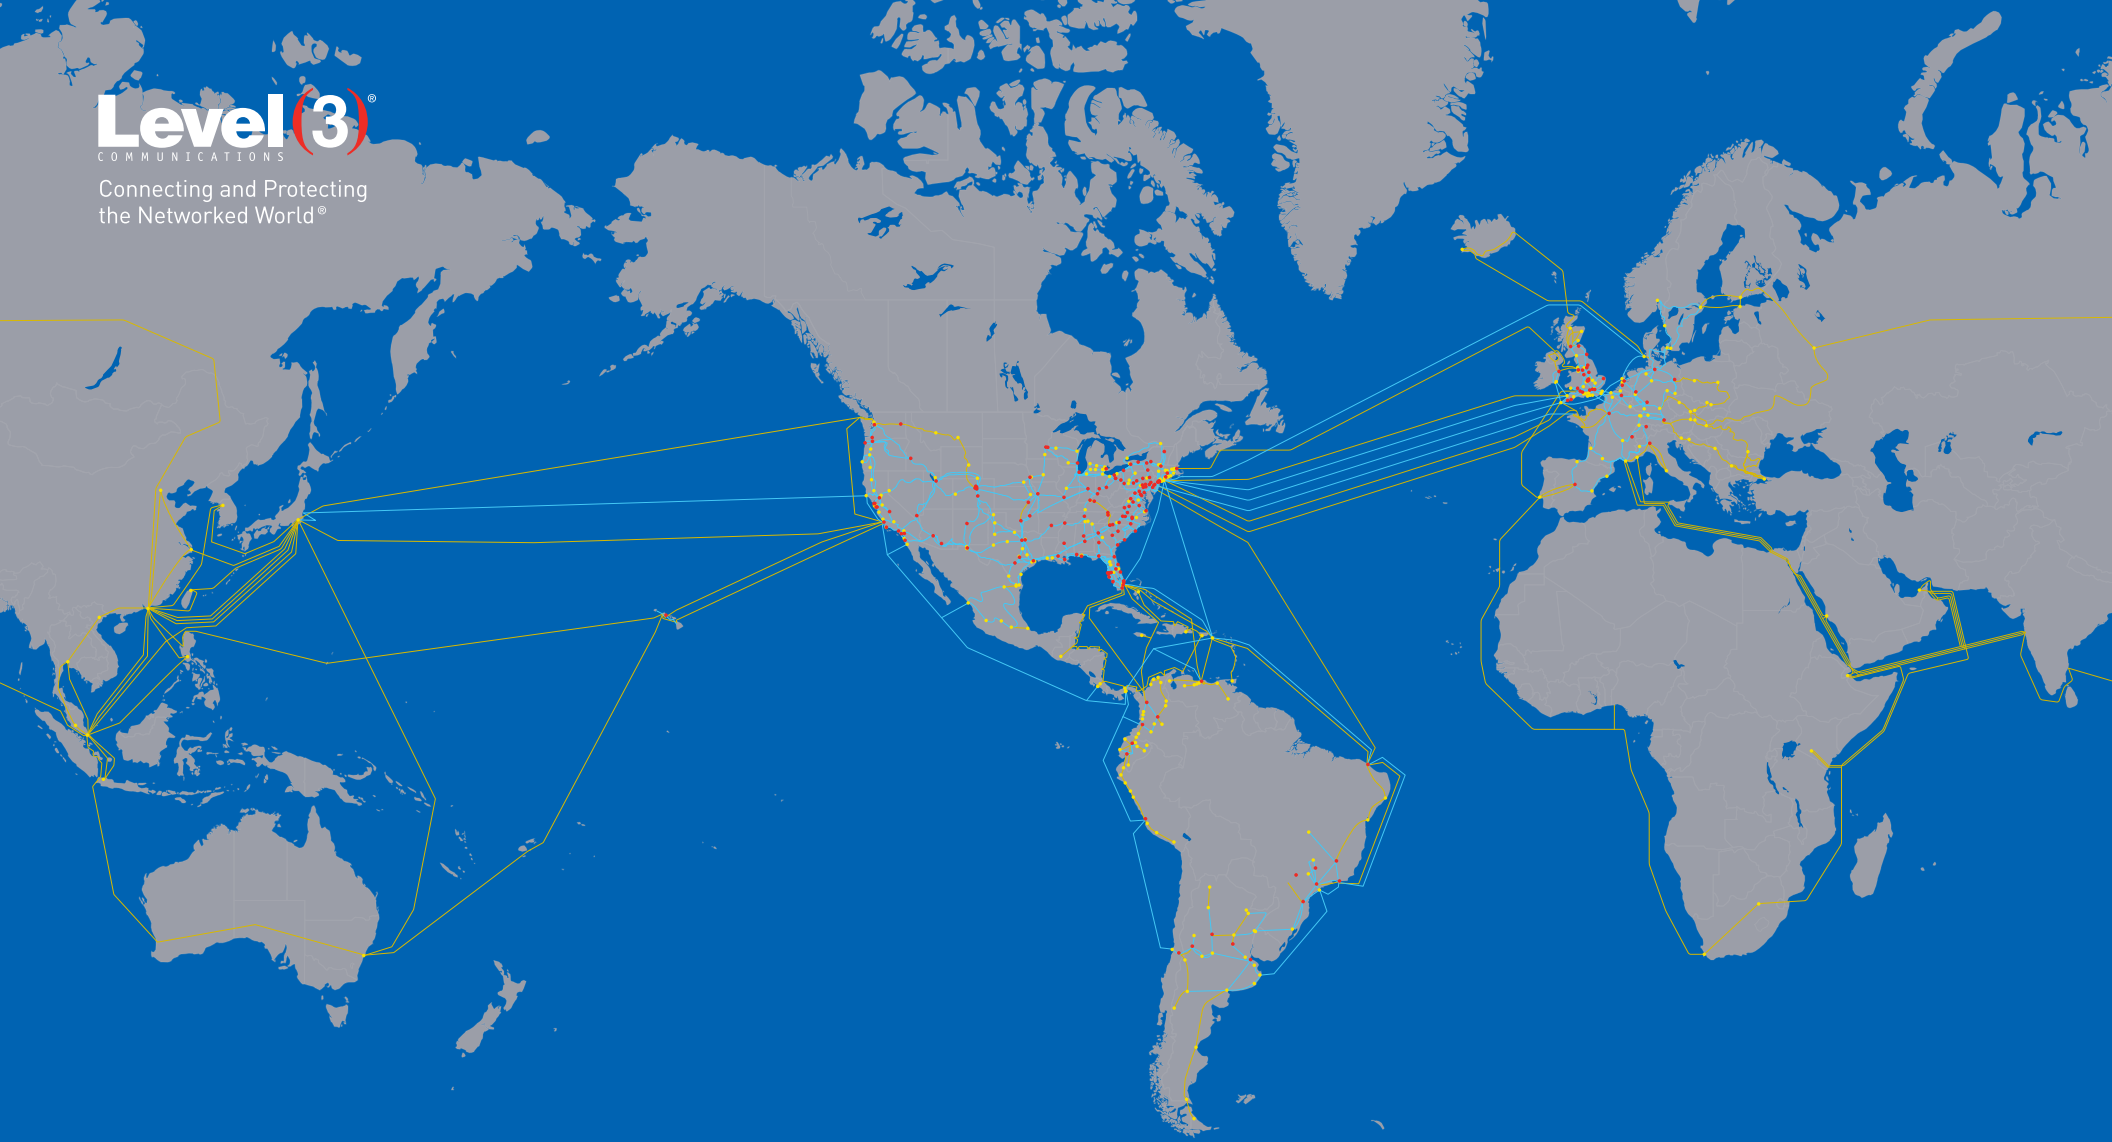 Level(3)®
COMMUNICATIONS
Connecting and Protecting
the Networked World®